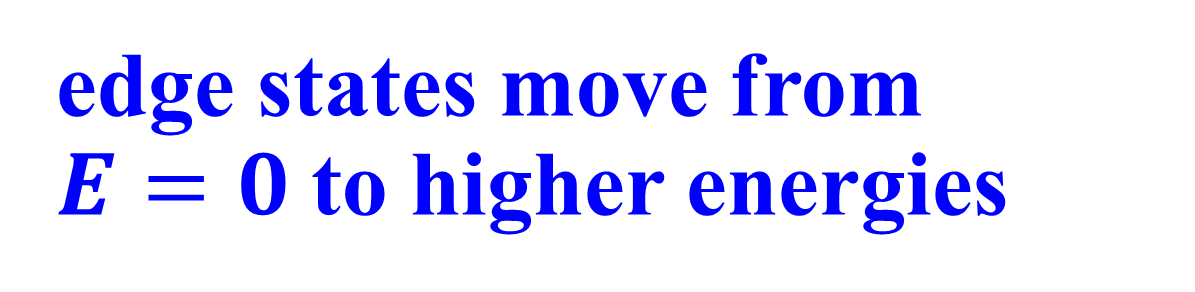 edge states move from
E = 0 to higher energies